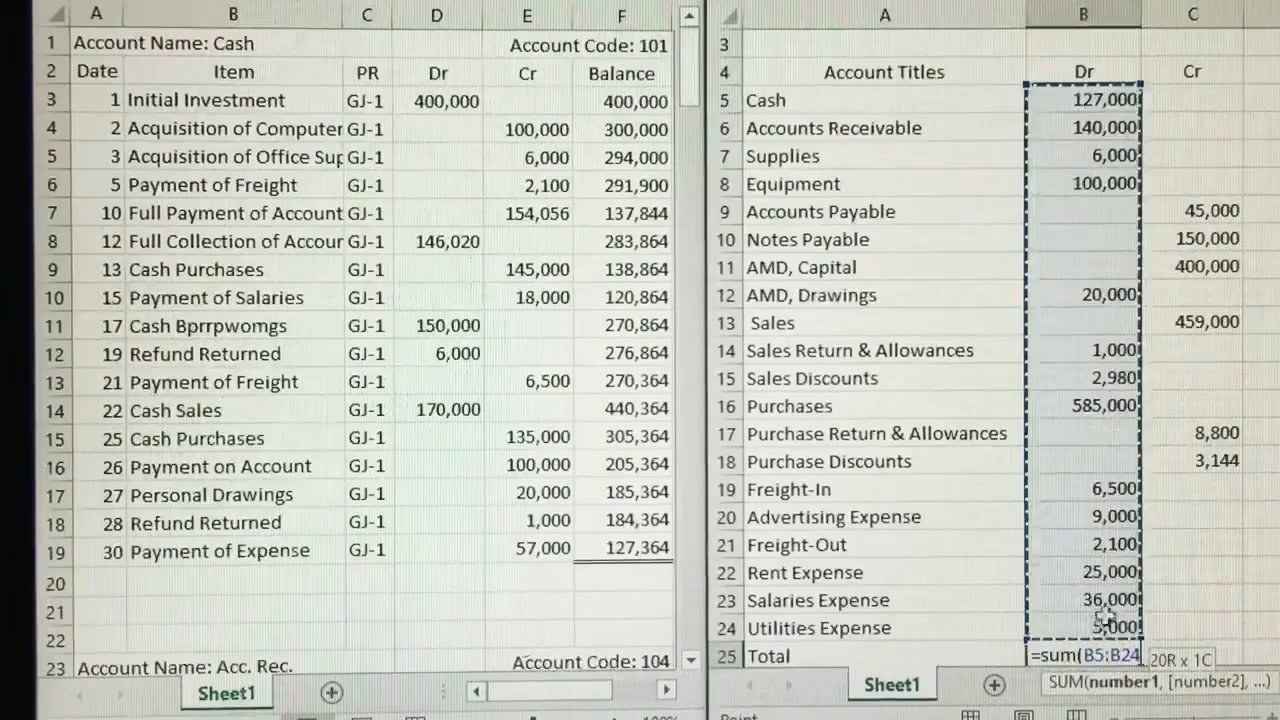 A B C D E F
1 Account Name: Cash Account Code: 101
2 Date Item PR Dr Cr Balance
3 1 Initial Investment GJ-1 400,000 400,000
4 2 Acquisition of Computer GJ-1 100,000 300,000
5 3 Acquisition of Office Sup GJ-1 6,000 294,000
6 5 Payment of Freight GJ-1 2,100 291,900
7 10 Full Payment of Account GJ-1 154,056 137,844
8 12 Full Collection of Accour GJ-1 146,020 283,864
9 13 Cash Purchases GJ-1 145,000 138,864
10 15 Payment of Salaries GJ-1 18,000 120,864
11 17 Cash Bprrpwomgs GJ-1 150,000 270,864
12 19 Refund Returned GJ-1 6,000 276,864
13 21 Payment of Freight GJ-1 6,500 270,364
14 22 Cash Sales GJ-1 170,000 440,364
15 25 Cash Purchases GJ-1 135,000 305,364
16 26 Payment on Account GJ-1 100,000 205,364
17 27 Personal Drawings GJ-1 20,000 185,364
18 28 Refund Returned GJ-1 1,000 184,364
19 30 Payment of Expense GJ-1 57,000 127,364
20
21
22
23 Account Name: Acc. Rec. Account Code: 104
Sheet1
A B C
3
4 Account Titles Dr Cr
5 Cash 127,000
6 Accounts Receivable 140,000
7 Supplies 6,000
8 Equipment 100,000
9 Accounts Payable 45,000
10 Notes Payable 150,000
11 AMD, Capital 400,000
12 AMD, Drawings 20,000
13 Sales 459,000
14 Sales Return & Allowances 1,000
15 Sales Discounts 2,980
16 Purchases 585,000
17 Purchase Return & Allowances 8,800
18 Purchase Discounts 3,144
19 Freight-In 6,500
20 Advertising Expense 9,000
21 Freight-Out 2,100
22 Rent Expense 25,000
23 Salaries Expense 36,000
24 Utilities Expense 5,000
25 Total =sum(B5:B24 20R x 1C
SUM(number1, [number2], ...)
Sheet1